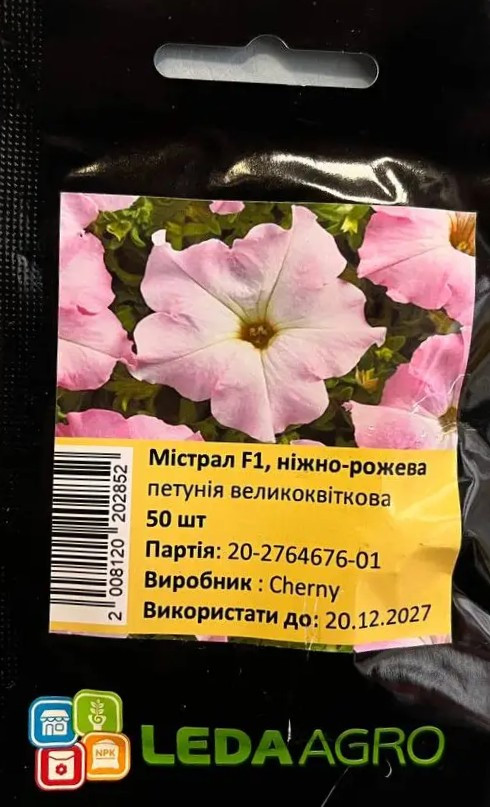 Містрал F1, ніжно-рожева
петунія великоквіткова
50 шт
Партія: 20-2764676-01
Виробник : Cherny
Використати до: 20.12.2027
2 008120 202852
NPK
LEDAAGRO